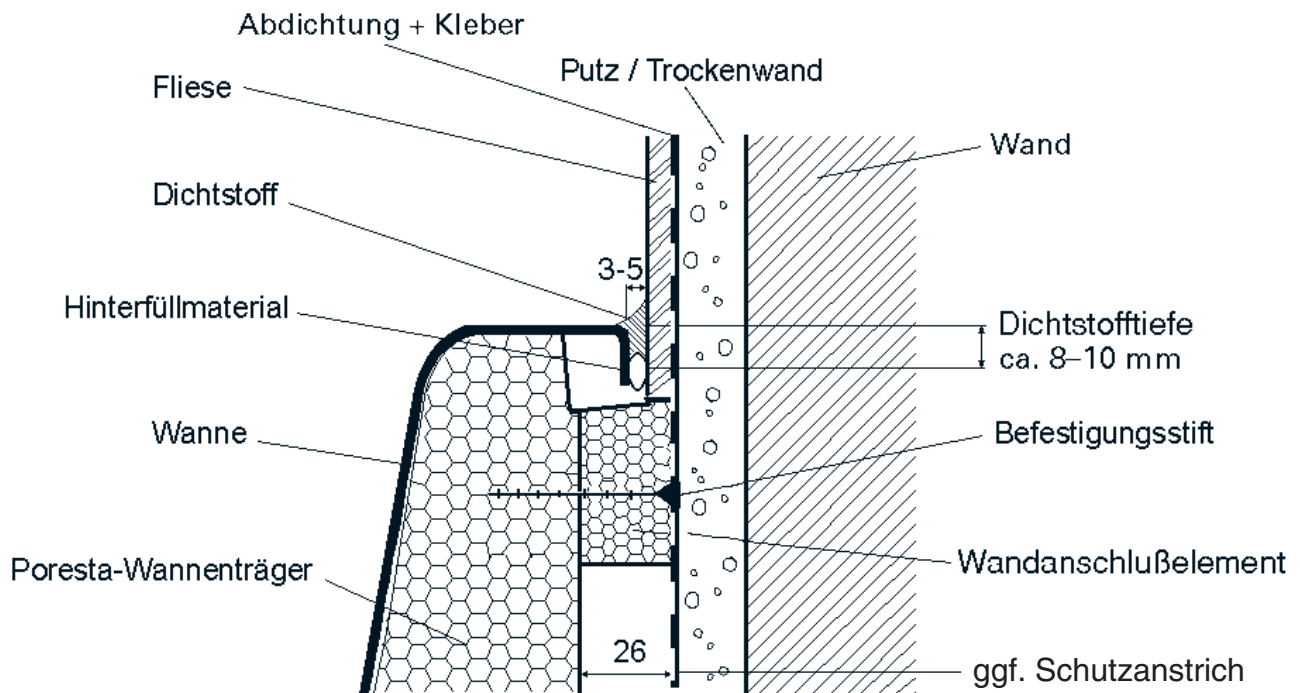 Abdichtung + Kleber
Putz / Trockenwand
Fliese
Wand
Dichtstoff
3-5
Hinterfüllmaterial
Dichtstofftiefe
ca. 8–10 mm
Wanne
Befestigungsstift
Poresta-Wannenträger
Wandanschlußelement
26
ggf. Schutzanstrich